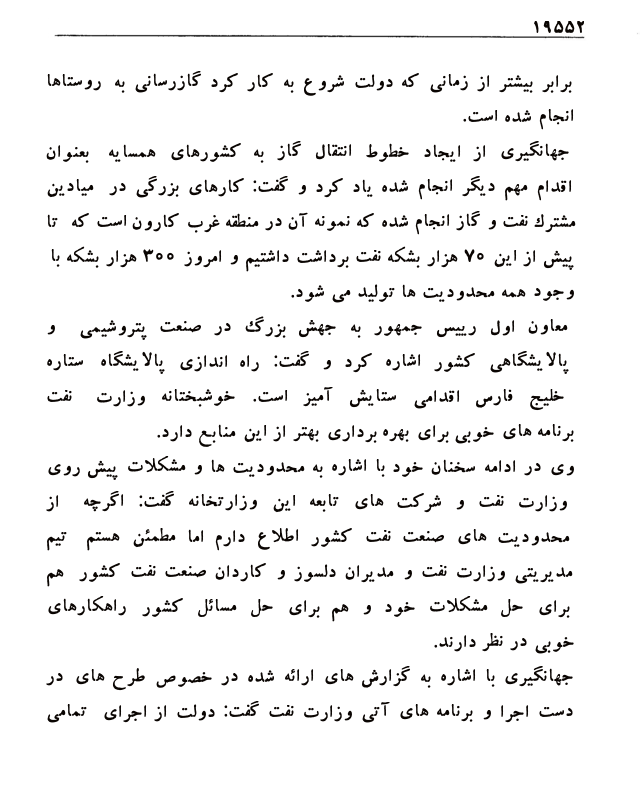 ۱۹۵۵۲
برابر بیشتر از زمانی که دولت شروع به کار کرد گازرسانی به روستاها
انجام شده است.
جهانگیری از ایجاد خطوط انتقال گاز به کشورهای همسایه بعنوان
اقدام مهم دیگر انجام شده یاد کرد و گفت: کارهای بزرگی در میادین
مشترك نفت و گاز انجام شده که نمونه آن در منطقه غرب کارون است که تا
پیش از این ۷۰ هزار بشکه نفت برداشت داشتیم و امروز ۳۰۰ هزار بشکه با
وجود همه محدودیت ها تولید می شود.
معاون اول رییس جمهور به جهش بزرگ در صنعت پتروشیمی و
پالایشگاهی کشور اشاره کرد و گفت: راه اندازی پالایشگاه ستاره
خلیج فارس اقدامی ستایش آمیز است. خوشبختانه وزارت نفت
برنامه های خوبی برای بهره برداری بهتر از این منابع دارد.
وی در ادامه سخنان خود با اشاره به محدودیت ها و مشکلات پیش روی
وزارت نفت و شرکت های تابعه این وزارتخانه گفت: اگرچه از
محدودیت های صنعت نفت کشور اطلاع دارم اما مطمئن هستم تیم
مدیریتی وزارت نفت و مدیران دلسوز و کاردان صنعت نفت کشور هم
برای حل مشکلات خود و هم برای حل مسائل کشور راهکارهای
خوبی در نظر دارند.
جهانگیری با اشاره به گزارش های ارائه شده در خصوص طرح های در
دست اجرا و برنامه های آتی وزارت نفت گفت: دولت از اجرای تمامی